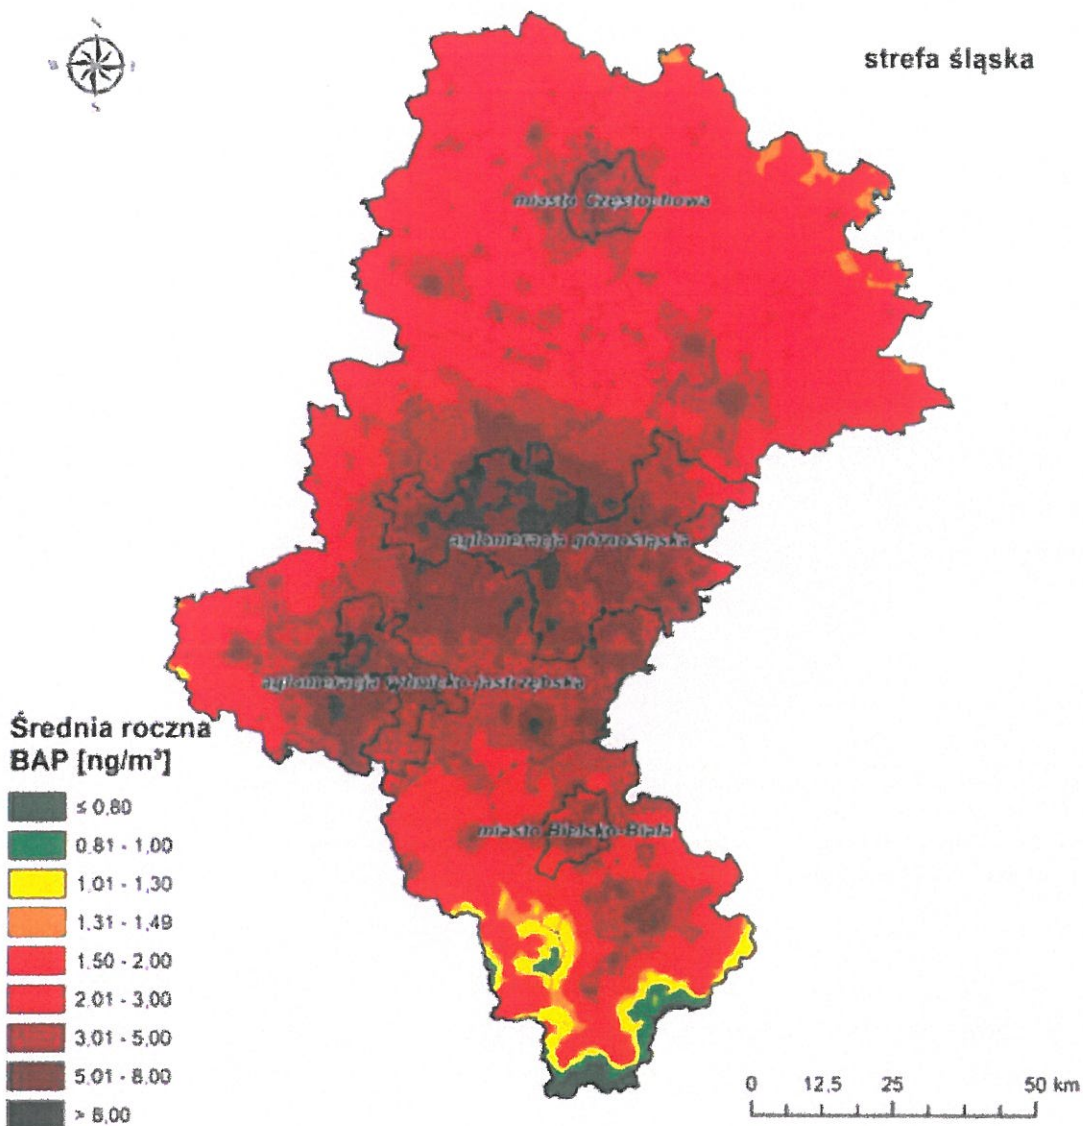 strefa śląska
miasto Częstochowa
aglomeracja górnośląska
aglomeracja rybnicko-jastrzębska
miasto Bielsko-Biała
Średnia roczna
BAP [ng/m³]
≤ 0,80
0,81 - 1,00
1,01 - 1,30
1,31 - 1,49
1,50 - 2,00
2,01 - 3,00
3,01 - 5,00
5,01 - 8,00
> 8,00
0 12,5 25 50 km